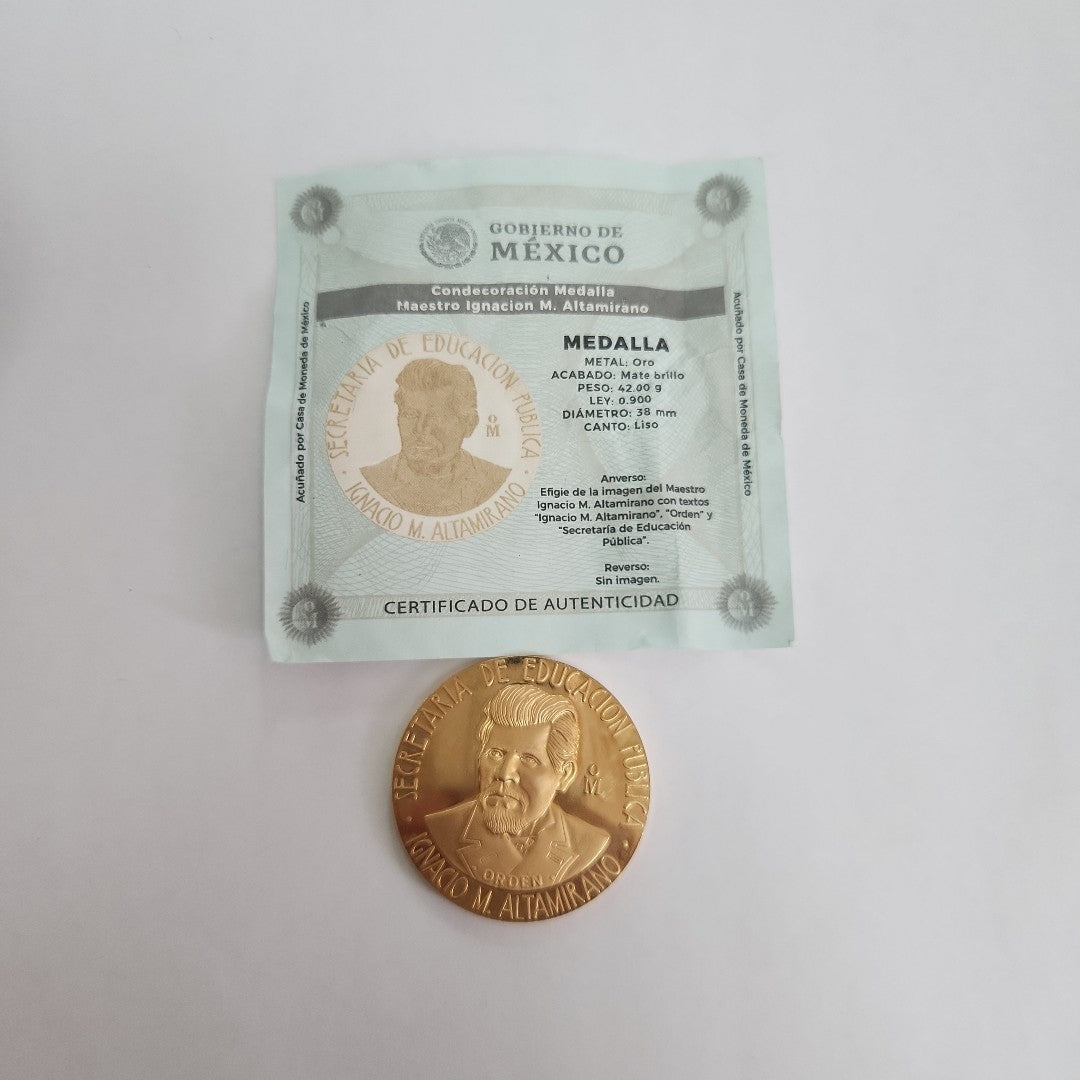 GOBIERNO DE
MÉXICO
Condecoración Medalla
Maestro Ignacion M. Altamirano
Acuñado por Casa de Moneda de México
SECRETARIA DE EDUCACION PUBLICA
o
M
IGNACIO M. ALTAMIRANO
MEDALLA
METAL: Oro
ACABADO: Mate brillo
PESO: 42.00 g
LEY: 0.900
DIÁMETRO: 38 mm
CANTO: Liso
Anverso:
Efigie de la imagen del Maestro
Ignacio M. Altamirano con textos
"Ignacio M. Altamirano", "Orden" y
"Secretaría de Educación
Pública".
Reverso:
Sin imagen.
Acuñado por Casa de Moneda de México
CERTIFICADO DE AUTENTICIDAD
SECRETARIA DE EDUCACION PUBLICA
o
M
ORDEN
IGNACIO M. ALTAMIRANO